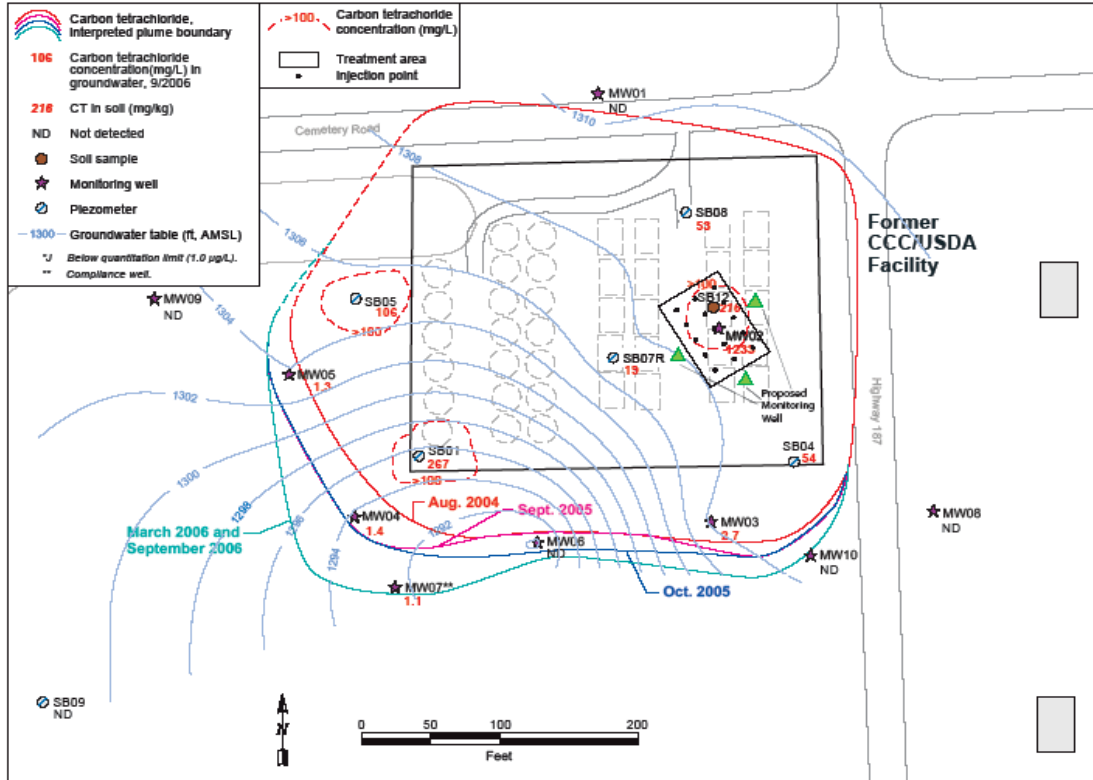 Carbon tetrachloride,
Interpreted plume boundary
106
Carbon tetrachloride
concentration(mg/L) in
groundwater, 9/2006
216
CT in soil (mg/kg)
ND
Not detected
Soil sample
Monitoring well
Piezometer
1300
Groundwater table (ft, AMSL)
*J Below quantitation limit (1.0 µg/L).
** Compliance well.
>100
Carbon tetrachoride
concentration (mg/L)
Treatment area
Injection point
MW01
ND
1310
Cemetery Road
1308
SB08
53
Former
CCC/USDA
Facility
1306
>100
SB12
216
MW09
ND
SB05
106
>100
MW02
1233
1304
SB07R
13
MW05
1.3
Proposed
Monitoring
Well
Highway 187
1302
SB01
267
>100
SB04
54
1300
1298
1296
Aug. 2004
Sept. 2005
MW04
1.4
1292
MW03
2.7
MW08
ND
March 2006 and
September 2006
1294
MW06
ND
MW10
ND
MW07**
1.1
Oct. 2005
SB09
ND
N
0 50 100 200
Feet